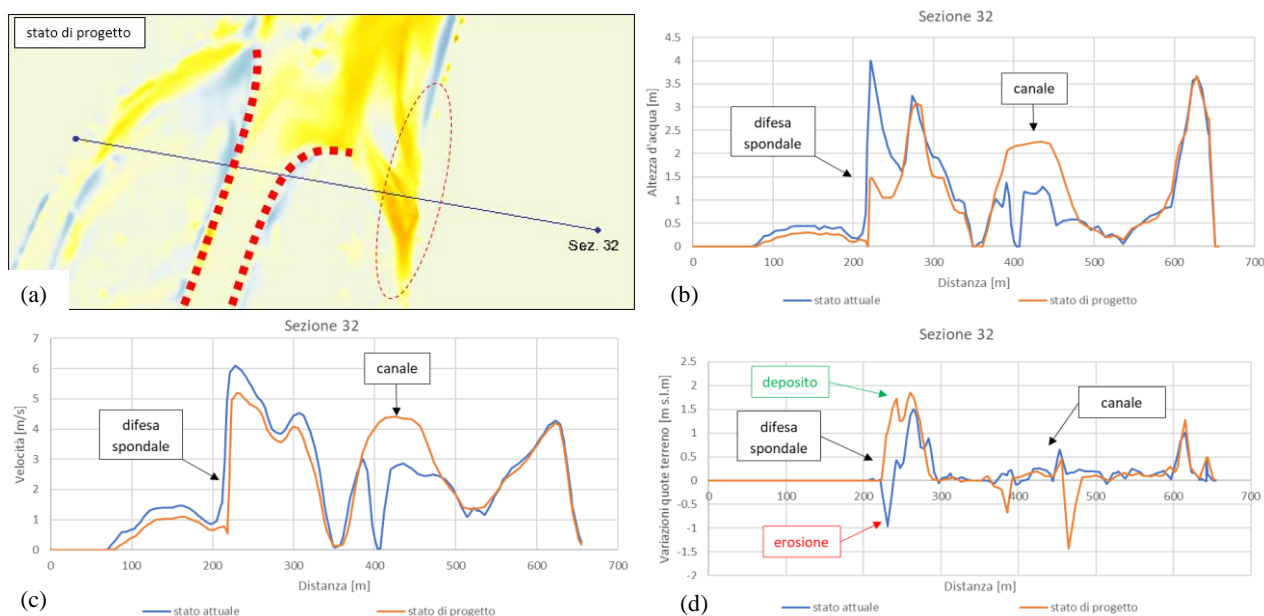 stato di progetto
Sez. 32
(a)
Sezione 32
Altezza d'acqua [m]
4.5
4
3.5
3
2.5
2
1.5
1
0.5
0
difesa
spondale
canale
0 100 200 300 400 500 600 700
Distanza [m]
stato attuale stato di progetto
(b)
Sezione 32
Velocità [m/s]
7
6
5
4
3
2
1
0
difesa
spondale
canale
0 100 200 300 400 500 600 700
Distanza [m]
stato attuale stato di progetto
(c)
Sezione 32
Variazioni quote terreno [m s.l.m]
2.5
2
1.5
1
0.5
0
-0.5
-1
-1.5
-2
deposito
difesa
spondale
erosione
canale
0 100 200 300 400 500 600 700
Distanza [m]
stato attuale stato di progetto
(d)